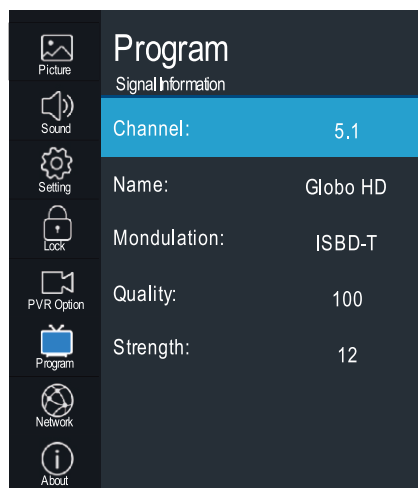 Picture
Sound
Setting
Lock
PVR Option
Program
Network
About
Program
Signal Information
Channel: 5.1
Name: Globo HD
Mondulation: ISBD-T
Quality: 100
Strength: 12